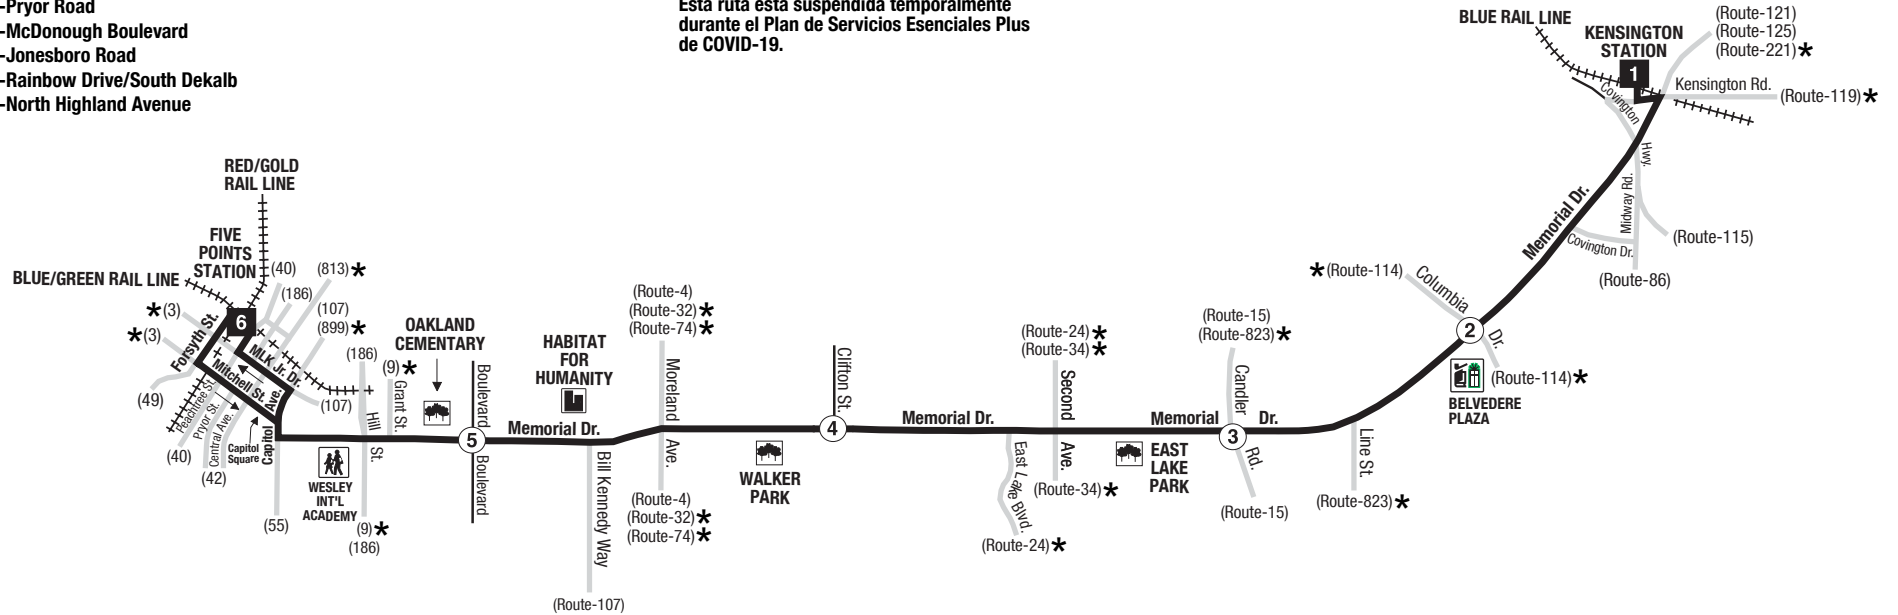 -Pryor Road
-McDonough Boulevard
-Jonesboro Road
-Rainbow Drive/South Dekalb
-North Highland Avenue
Esta ruta está suspendida temporalmente
durante el Plan de Servicios Esenciales Plus
de COVID-19.
BLUE RAIL LINE
KENSINGTON
STATION
1
(Route-121)
(Route-125)
(Route-221)*
Kensington Rd.
(Route-119)*
Covington
Hwy.
Midway Rd.
Memorial Dr.
Covington Dr.
(Route-115)
(Route-86)
*(Route-114)
Columbia
Dr.
2
(Route-114)*
BELVEDERE
PLAZA
RED/GOLD
RAIL LINE
FIVE
POINTS
STATION
BLUE/GREEN RAIL LINE
(40)
(813)*
(186)
(107)
(899)*
*(3)
*(3)
6
Forsyth St.
MLK Jr. Dr.
Mitchell St.
Capitol
Ave.
Peachtree St.
Pryor St.
Central Ave.
Capitol
Square
(49)
(40)
(42)
(55)
(107)
(186)
(9)*
Hill
St.
Grant St.
WESLEY
INT'L
ACADEMY
(9)*
(186)
OAKLAND
CEMENTARY
Boulevard
5
Boulevard
HABITAT
FOR
HUMANITY
Memorial Dr.
Bill Kennedy Way
(Route-107)
(Route-4)
(Route-32)*
(Route-74)*
Moreland
Ave.
(Route-4)
(Route-32)*
(Route-74)*
WALKER
PARK
Clifton St.
4
Memorial Dr.
East Lake Blvd.
(Route-24)*
(Route-24)*
(Route-34)*
Second
Ave.
(Route-34)*
EAST
LAKE
PARK
Memorial
Dr.
(Route-15)
(Route-823)*
Candler
3
Rd.
(Route-15)
Line St.
(Route-823)*